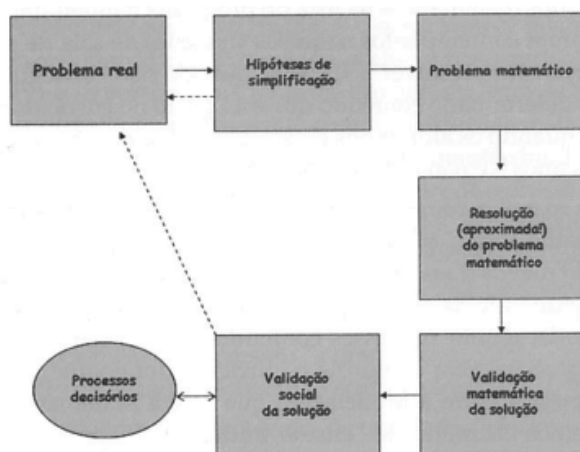 Problema real
Hipóteses de
simplificação
Problema matemático
Resolução
(aproximada!)
do problema
matemático
Validação
matemática
da solução
Validação
social
da solução
Processos
decisórios